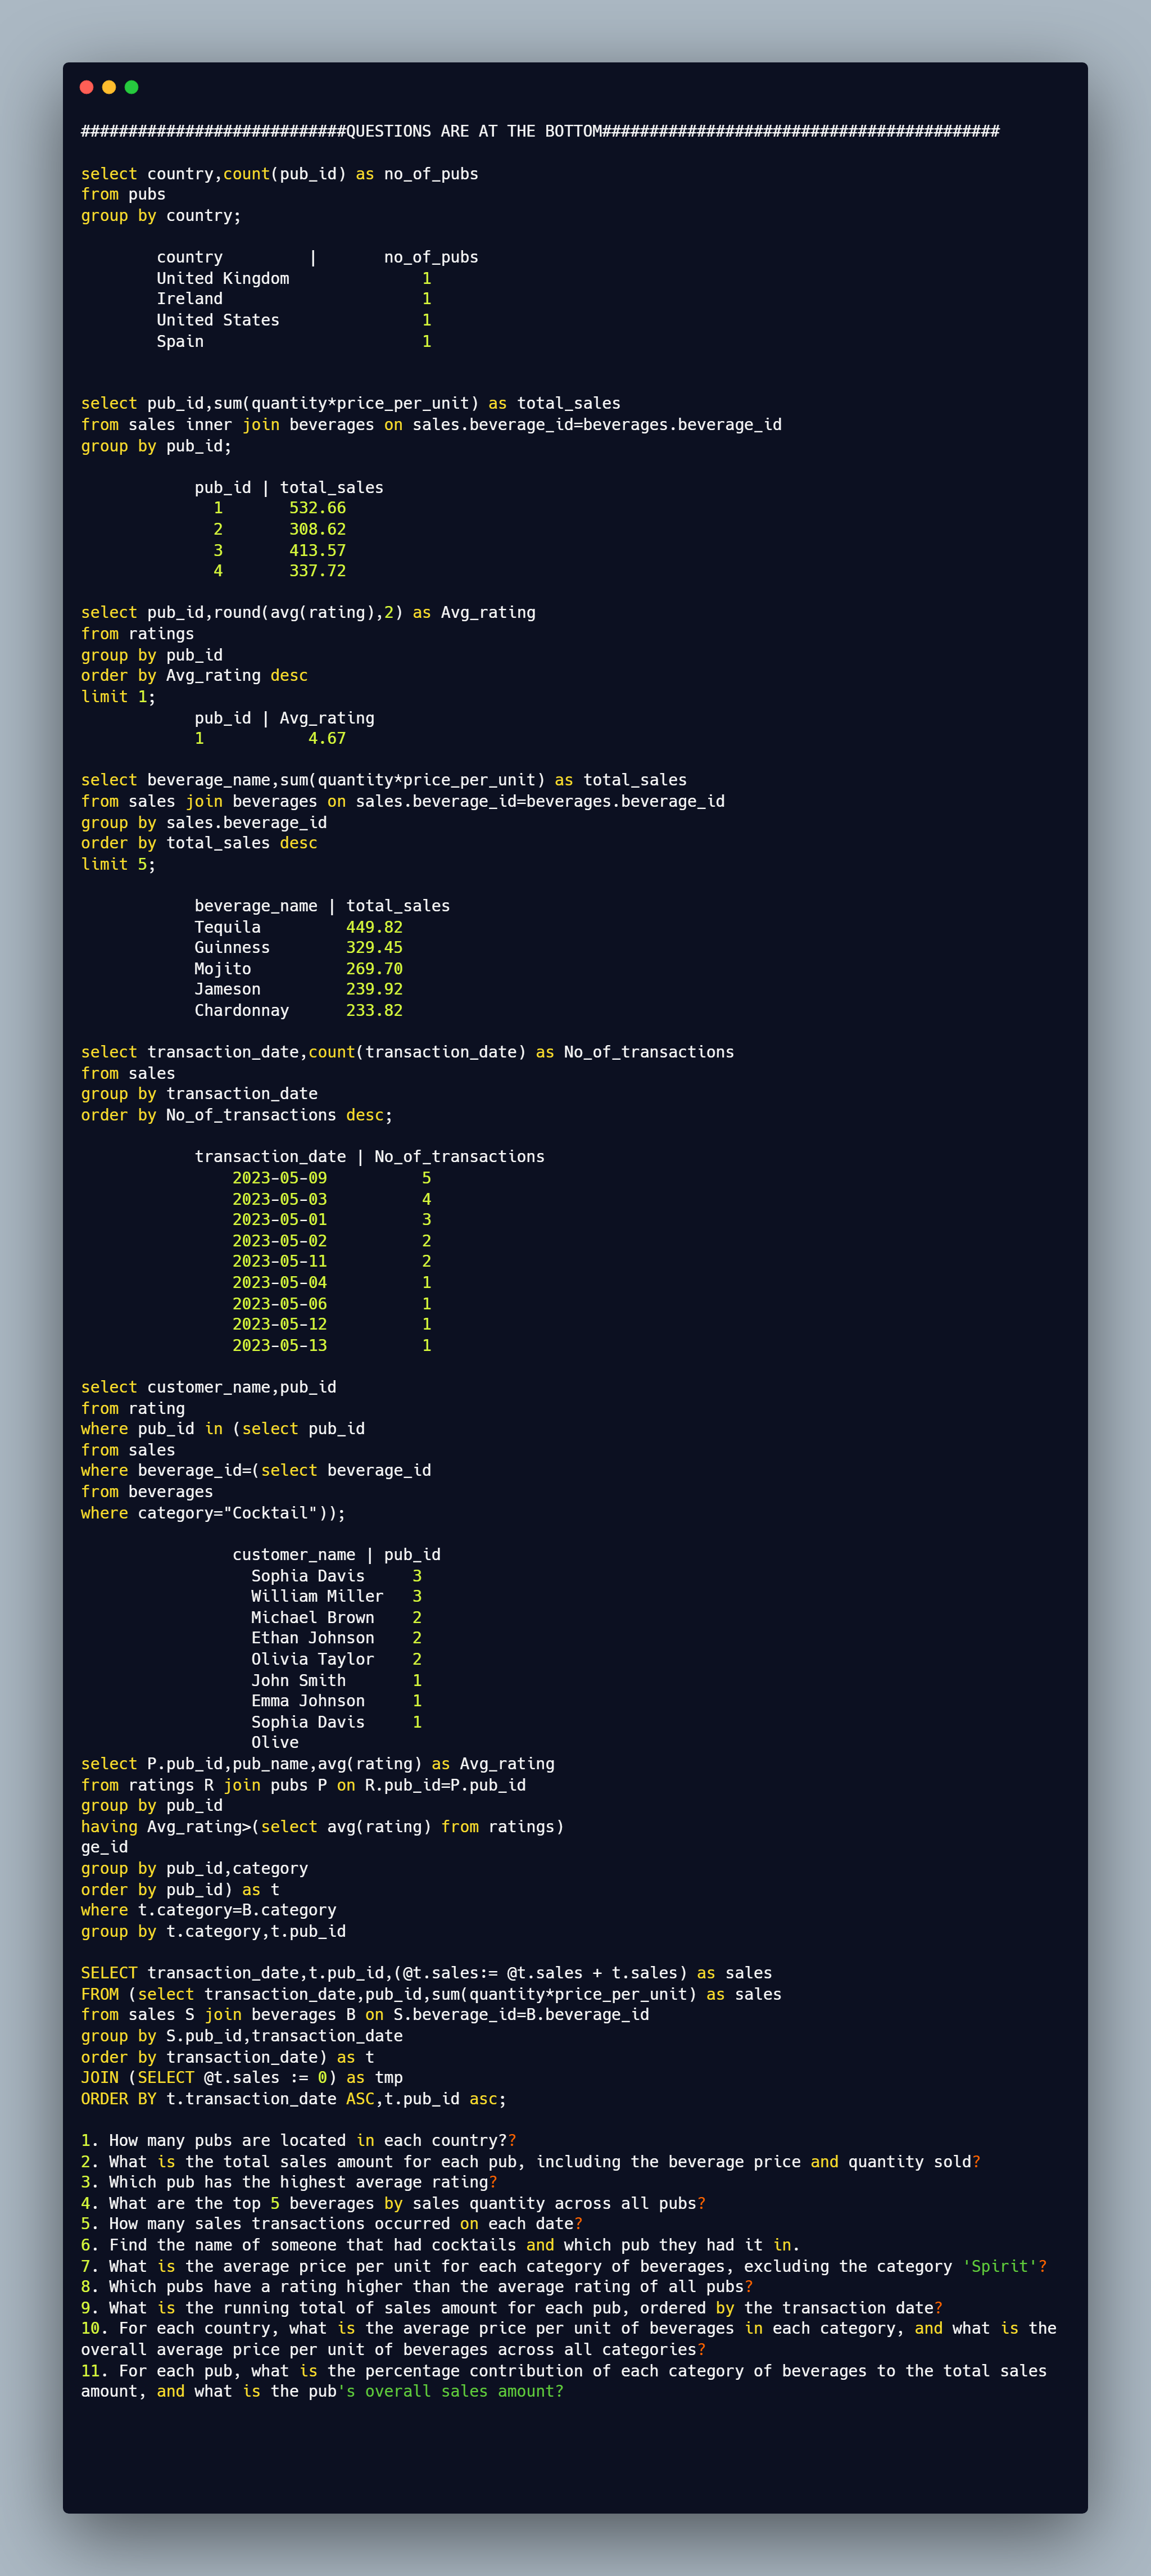 ############################QUESTIONS ARE AT THE BOTTOM##########################################
select country,count(pub_id) as no_of_pubs
from pubs
group by country;
country | no_of_pubs
United Kingdom 1
Ireland 1
United States 1
Spain 1
select pub_id,sum(quantity*price_per_unit) as total_sales
from sales inner join beverages on sales.beverage_id=beverages.beverage_id
group by pub_id;
pub_id | total_sales
1 532.66
2 308.62
3 413.57
4 337.72
select pub_id,round(avg(rating),2) as Avg_rating
from ratings
group by pub_id
order by Avg_rating desc
limit 1;
pub_id | Avg_rating
1 4.67
select beverage_name,sum(quantity*price_per_unit) as total_sales
from sales join beverages on sales.beverage_id=beverages.beverage_id
group by sales.beverage_id
order by total_sales desc
limit 5;
beverage_name | total_sales
Tequila 449.82
Guinness 329.45
Mojito 269.70
Jameson 239.92
Chardonnay 233.82
select transaction_date,count(transaction_date) as No_of_transactions
from sales
group by transaction_date
order by No_of_transactions desc;
transaction_date | No_of_transactions
2023-05-09 5
2023-05-03 4
2023-05-01 3
2023-05-02 2
2023-05-11 2
2023-05-04 1
2023-05-06 1
2023-05-12 1
2023-05-13 1
select customer_name,pub_id
from rating
where pub_id in (select pub_id
from sales
where beverage_id=(select beverage_id
from beverages
where category="Cocktail"));
customer_name | pub_id
Sophia Davis 3
William Miller 3
Michael Brown 2
Ethan Johnson 2
Olivia Taylor 2
John Smith 1
Emma Johnson 1
Sophia Davis 1
Olive
select P.pub_id,pub_name,avg(rating) as Avg_rating
from ratings R join pubs P on R.pub_id=P.pub_id
group by pub_id
having Avg_rating>(select avg(rating) from ratings)
ge_id
group by pub_id,category
order by pub_id) as t
where t.category=B.category
group by t.category,t.pub_id
SELECT transaction_date,t.pub_id,(@t.sales:= @t.sales + t.sales) as sales
FROM (select transaction_date,pub_id,sum(quantity*price_per_unit) as sales
from sales S join beverages B on S.beverage_id=B.beverage_id
group by S.pub_id,transaction_date
order by transaction_date) as t
JOIN (SELECT @t.sales := 0) as tmp
ORDER BY t.transaction_date ASC,t.pub_id asc;
1. How many pubs are located in each country??
2. What is the total sales amount for each pub, including the beverage price and quantity sold?
3. Which pub has the highest average rating?
4. What are the top 5 beverages by sales quantity across all pubs?
5. How many sales transactions occurred on each date?
6. Find the name of someone that had cocktails and which pub they had it in.
7. What is the average price per unit for each category of beverages, excluding the category 'Spirit'?
8. Which pubs have a rating higher than the average rating of all pubs?
9. What is the running total of sales amount for each pub, ordered by the transaction date?
10. For each country, what is the average price per unit of beverages in each category, and what is the
overall average price per unit of beverages across all categories?
11. For each pub, what is the percentage contribution of each category of beverages to the total sales
amount, and what is the pub's overall sales amount?